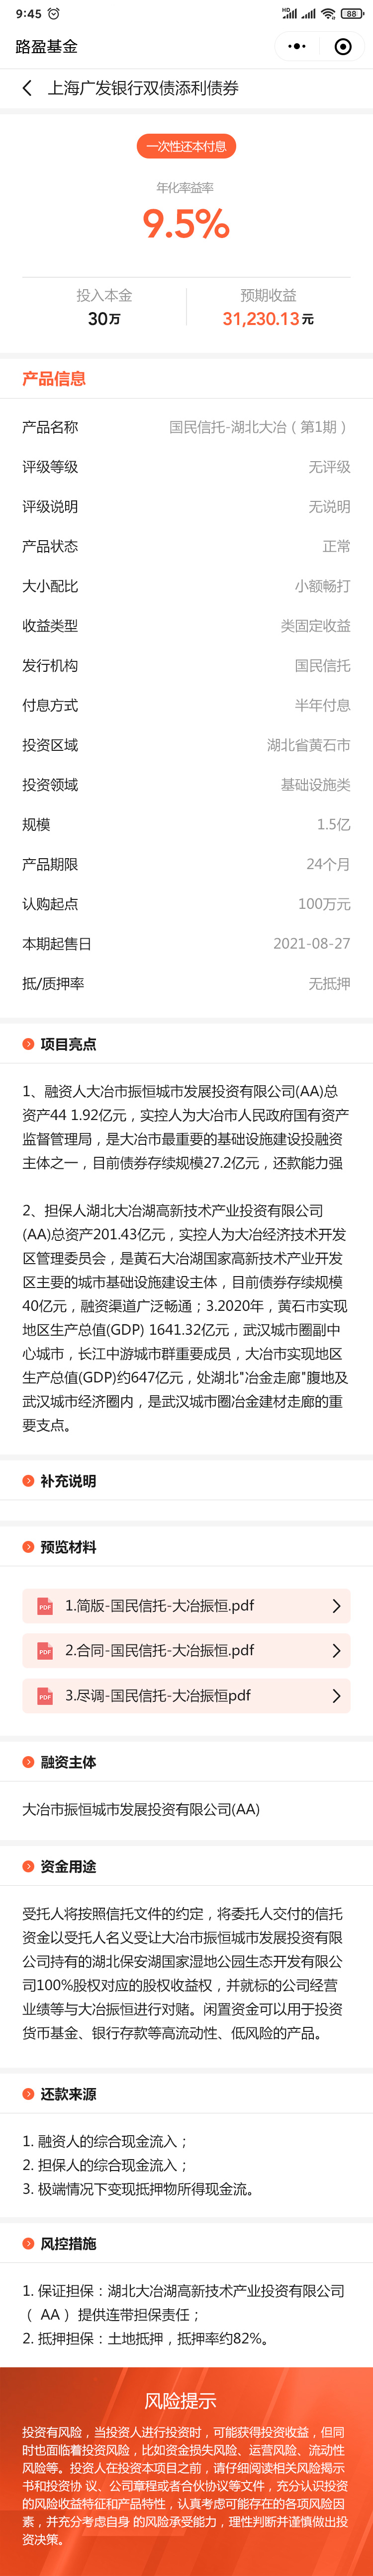 9:45
HD
88
路盈基金
上海广发银行双债添利债券
一次性还本付息
年化率益率
9.5%
投入本金
预期收益
30万
31,230.13元
产品信息
产品名称 国民信托-湖北大冶（第1期）
评级等级 无评级
评级说明 无说明
产品状态 正常
大小配比 小额畅打
收益类型 类固定收益
发行机构 国民信托
付息方式 半年付息
投资区域 湖北省黄石市
投资领域 基础设施类
规模 1.5亿
产品期限 24个月
认购起点 100万元
本期起售日 2021-08-27
抵/质押率 无抵押
项目亮点
1、融资人大冶市振恒城市发展投资有限公司(AA)总
资产44 1.92亿元，实控人为大冶市人民政府国有资产
监督管理局，是大冶市最重要的基础设施建设投融资
主体之一，目前债券存续规模27.2亿元，还款能力强
2、担保人湖北大冶湖高新技术产业投资有限公司
(AA)总资产201.43亿元，实控人为大冶经济技术开发
区管理委员会，是黄石大冶湖国家高新技术产业开发
区主要的城市基础设施建设主体，目前债券存续规模
40亿元，融资渠道广泛畅通；3.2020年，黄石市实现
地区生产总值(GDP) 1641.32亿元，武汉城市圈副中
心城市，长江中游城市群重要成员，大冶市实现地区
生产总值(GDP)约647亿元，处湖北"冶金走廊"腹地及
武汉城市经济圈内，是武汉城市圈冶金建材走廊的重
要支点。
补充说明
预览材料
PDF 1.简版-国民信托-大冶振恒.pdf
PDF 2.合同-国民信托-大冶振恒.pdf
PDF 3.尽调-国民信托-大冶振恒pdf
融资主体
大冶市振恒城市发展投资有限公司(AA)
资金用途
受托人将按照信托文件的约定，将委托人交付的信托
资金以受托人名义受让大冶市振恒城市发展投资有限
公司持有的湖北保安湖国家湿地公园生态开发有限公
司100%股权对应的股权收益权，并就标的公司经营
业绩等与大冶振恒进行对赌。闲置资金可以用于投资
货币基金、银行存款等高流动性、低风险的产品。
还款来源
1. 融资人的综合现金流入；
2. 担保人的综合现金流入；
3. 极端情况下变现抵押物所得现金流。
风控措施
1. 保证担保：湖北大冶湖高新技术产业投资有限公司
（ AA ）提供连带担保责任；
2. 抵押担保：土地抵押，抵押率约82%。
风险提示
投资有风险，当投资人进行投资时，可能获得投资收益，但同
时也面临着投资风险，比如资金损失风险、运营风险、流动性
风险等。投资人在投资本项目之前，请仔细阅读相关风险揭示
书和投资协 议、公司章程或者合伙协议等文件，充分认识投资
的风险收益特征和产品特性，认真考虑可能存在的各项风险因
素，并充分考虑自身 的风险承受能力，理性判断并谨慎做出投
资决策。